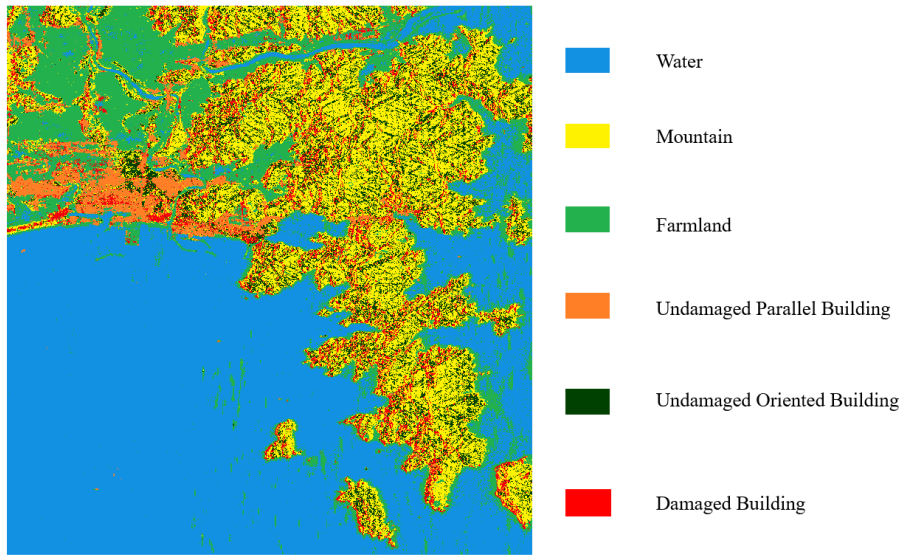 Water
Mountain
Farmland
Undamaged Parallel Building
Undamaged Oriented Building
Damaged Building